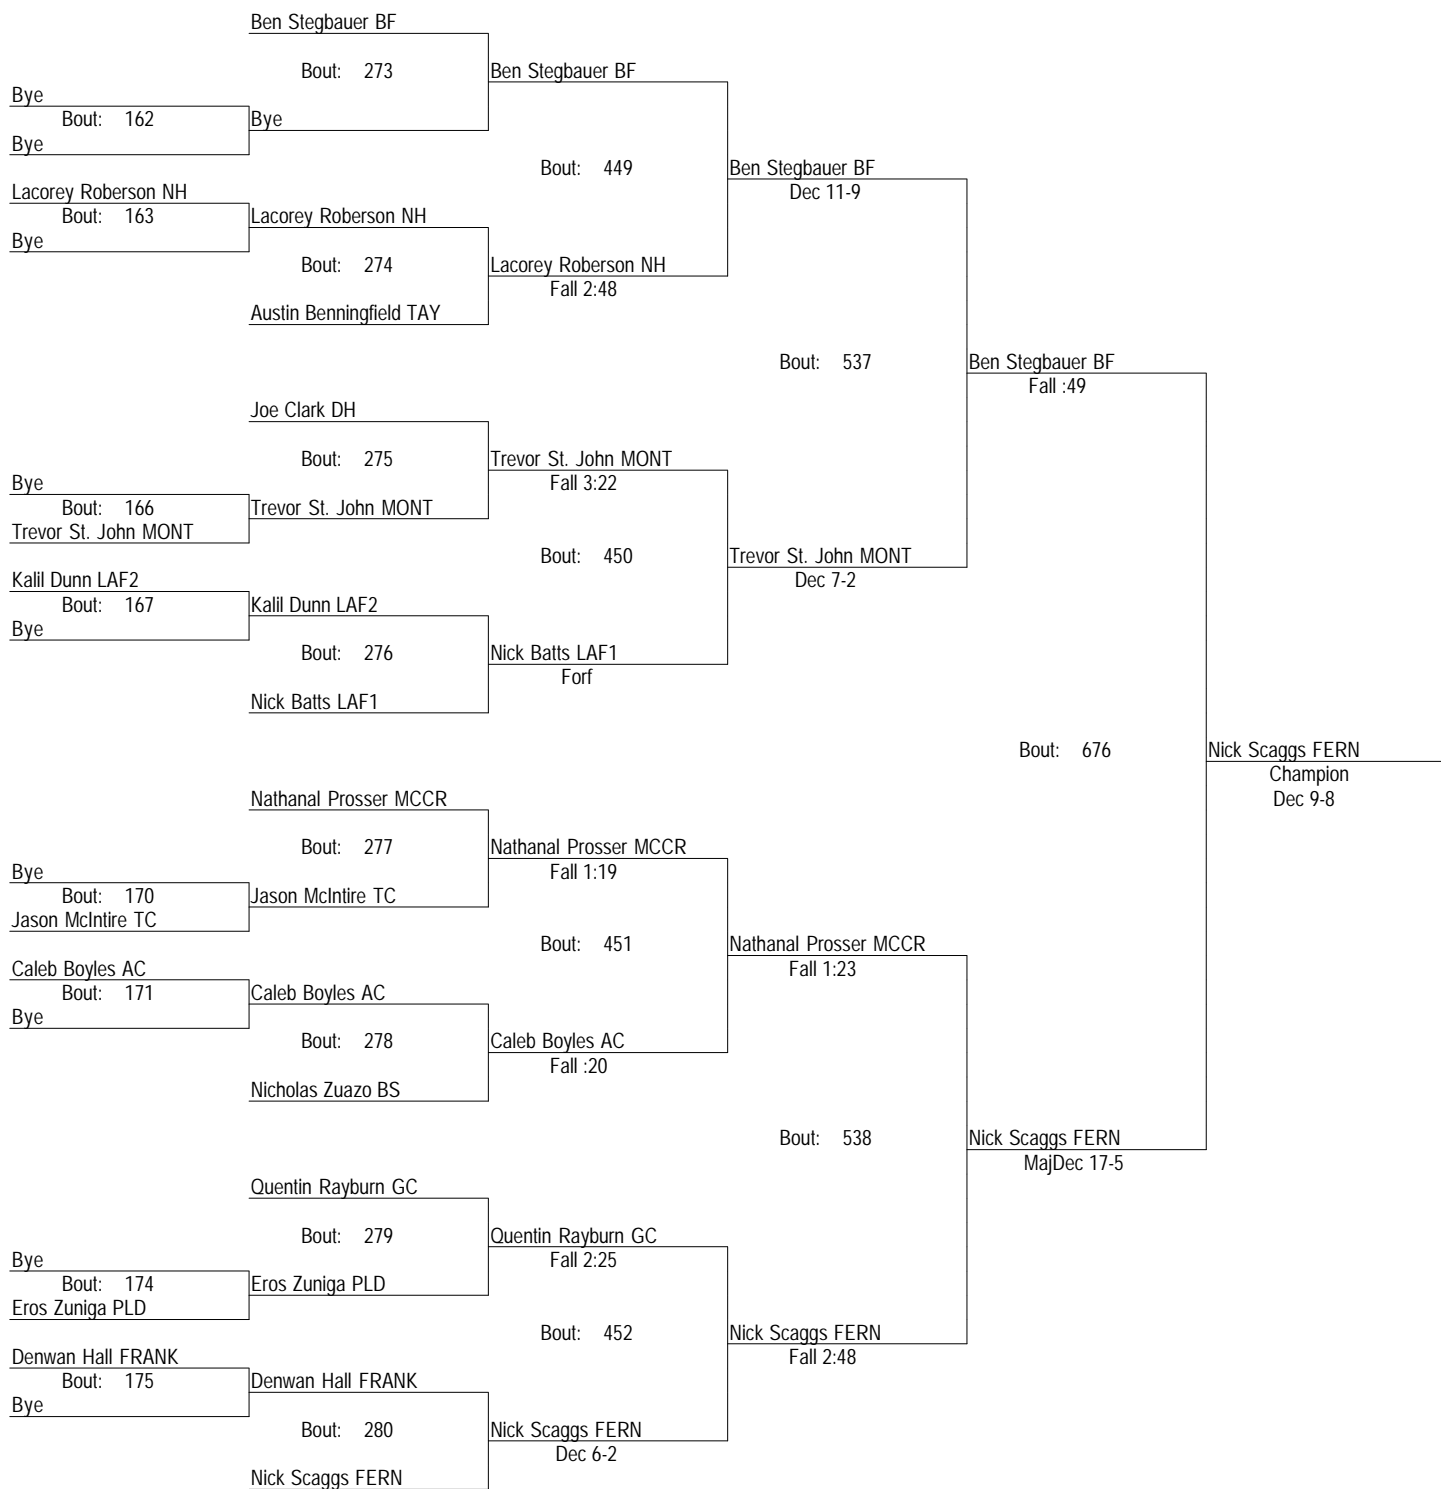 Ben Stegbauer BF
Bout: 273
Ben Stegbauer BF
Bye
Bout: 162
Bye
Bye
Bout: 449
Ben Stegbauer BF
Dec 11-9
Lacorey Roberson NH
Bout: 163
Lacorey Roberson NH
Bye
Bout: 274
Lacorey Roberson NH
Fall 2:48
Austin Benningfield TAY
Bout: 537
Ben Stegbauer BF
Fall :49
Joe Clark DH
Bout: 275
Trevor St. John MONT
Fall 3:22
Bye
Bout: 166
Trevor St. John MONT
Trevor St. John MONT
Bout: 450
Trevor St. John MONT
Dec 7-2
Kalil Dunn LAF2
Bout: 167
Kalil Dunn LAF2
Bye
Bout: 276
Nick Batts LAF1
Forf
Nick Batts LAF1
Bout: 676
Nick Scaggs FERN
Champion
Dec 9-8
Nathanal Prosser MCCR
Bout: 277
Nathanal Prosser MCCR
Fall 1:19
Bye
Bout: 170
Jason McIntire TC
Jason McIntire TC
Bout: 451
Nathanal Prosser MCCR
Fall 1:23
Caleb Boyles AC
Bout: 171
Caleb Boyles AC
Bye
Bout: 278
Caleb Boyles AC
Fall :20
Nicholas Zuazo BS
Bout: 538
Nick Scaggs FERN
MajDec 17-5
Quentin Rayburn GC
Bout: 279
Quentin Rayburn GC
Fall 2:25
Bye
Bout: 174
Eros Zuniga PLD
Eros Zuniga PLD
Bout: 452
Nick Scaggs FERN
Fall 2:48
Denwan Hall FRANK
Bout: 175
Denwan Hall FRANK
Bye
Bout: 280
Nick Scaggs FERN
Dec 6-2
Nick Scaggs FERN